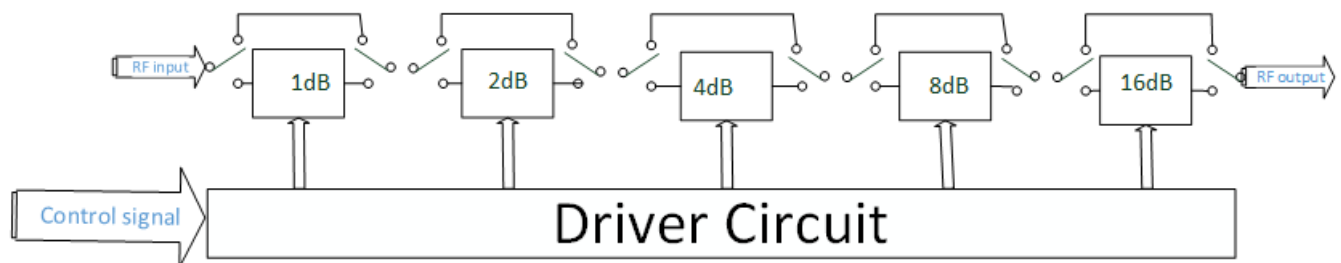 RF input
1dB
2dB
4dB
8dB
16dB
RF output
Control signal
Driver Circuit